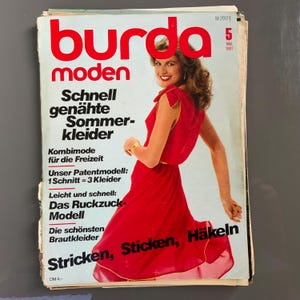 burda
moden
5
Schnell
genähte
Sommer-
kleider
Kombimode
für die Freizeit
Unser Patentmodell:
1 Schnitt = 3 Kleider
Leicht und schnell:
Das Ruckzuck-
Modell
Die schönsten
Brautkleider
Stricken, Sticken, Häkeln